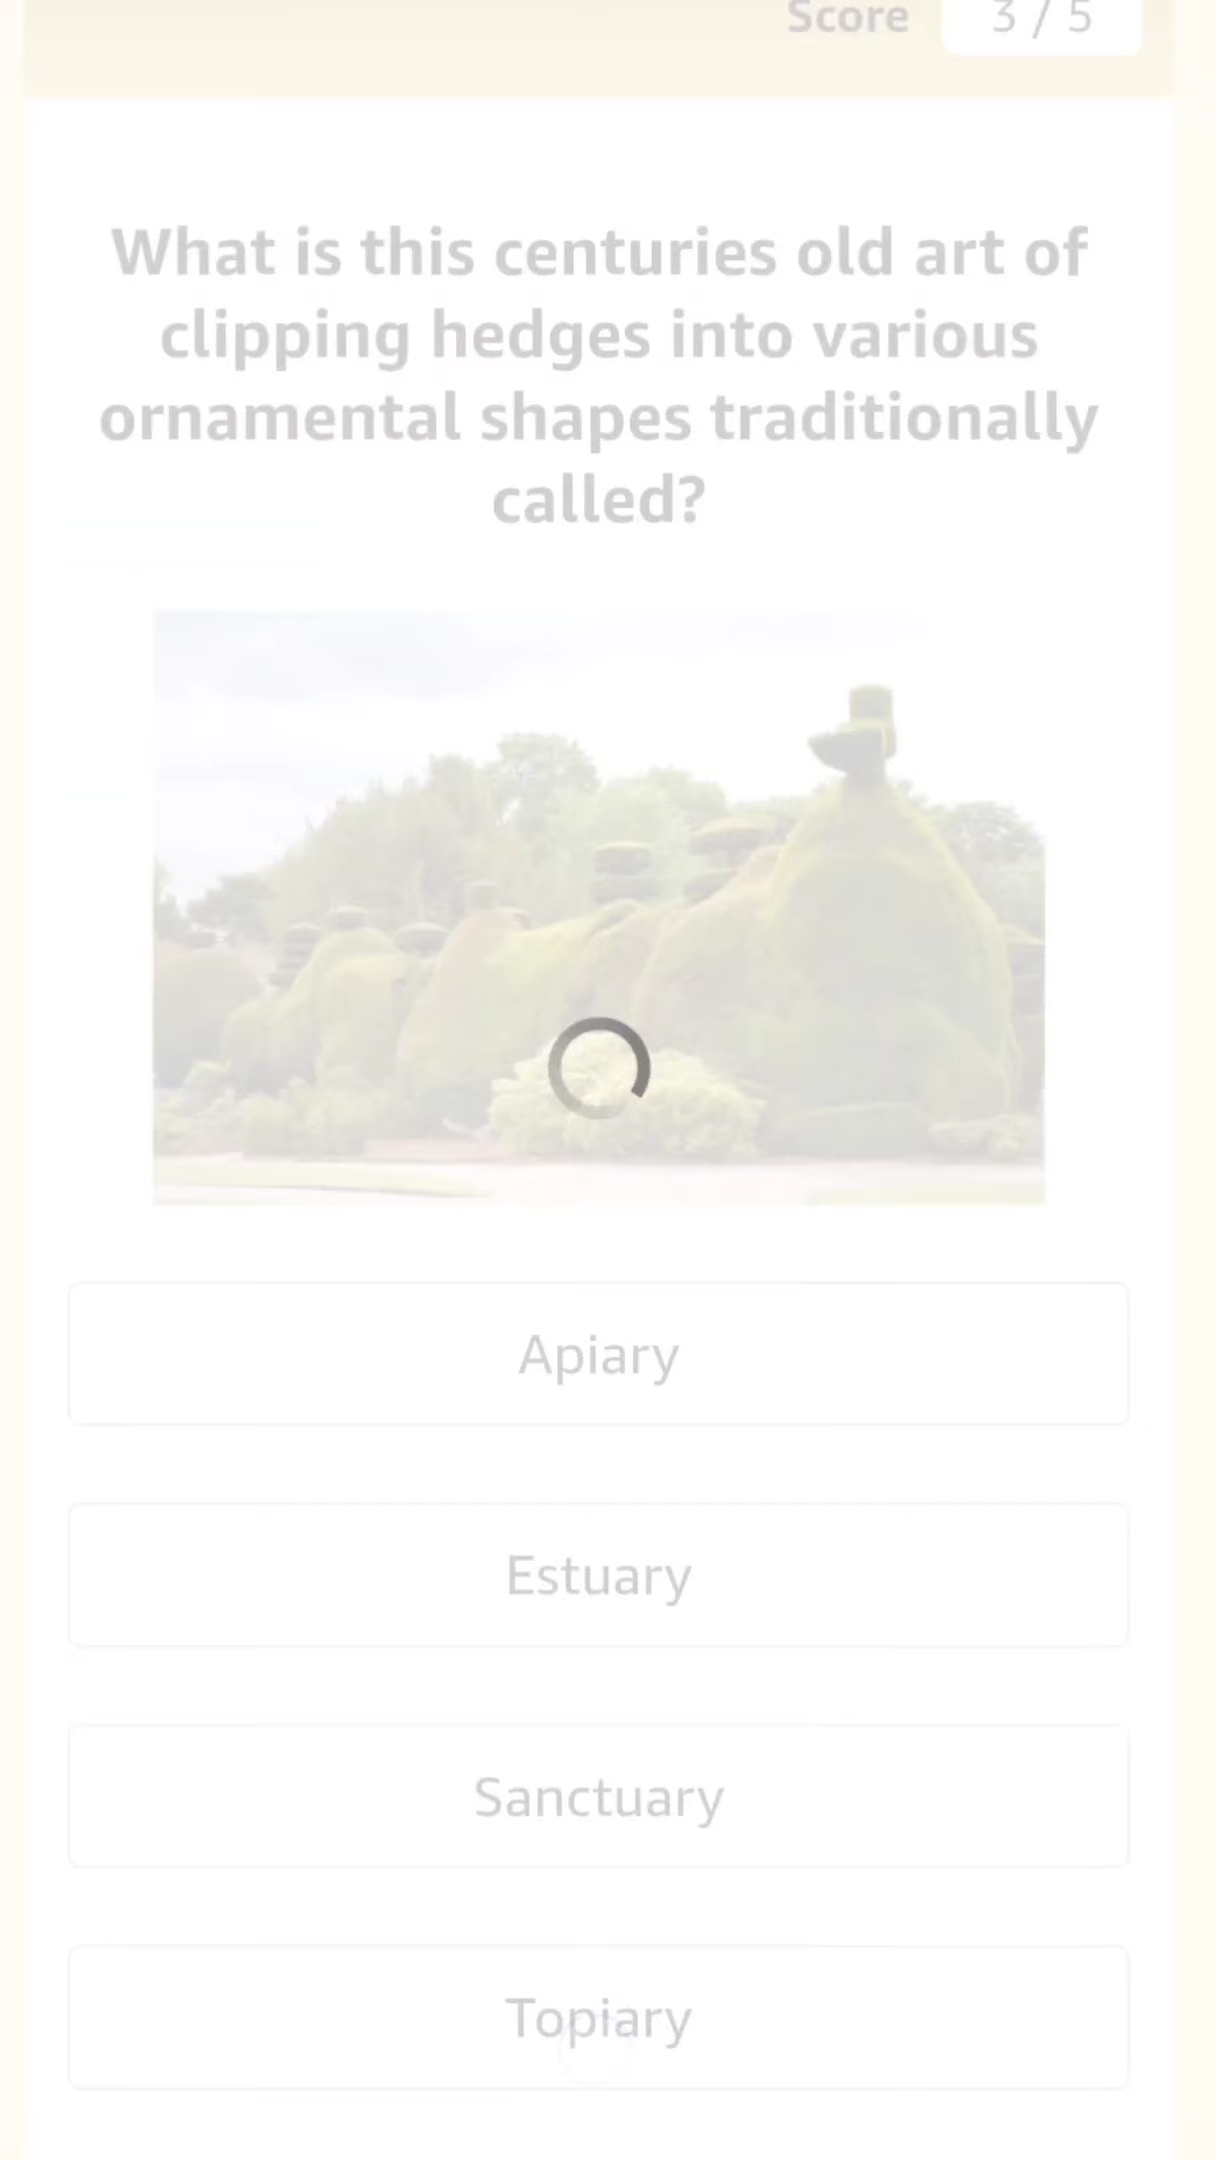 Score 3 / 5
What is this centuries old art of
clipping hedges into various
ornamental shapes traditionally
called?
Apiary
Estuary
Sanctuary
Topiary